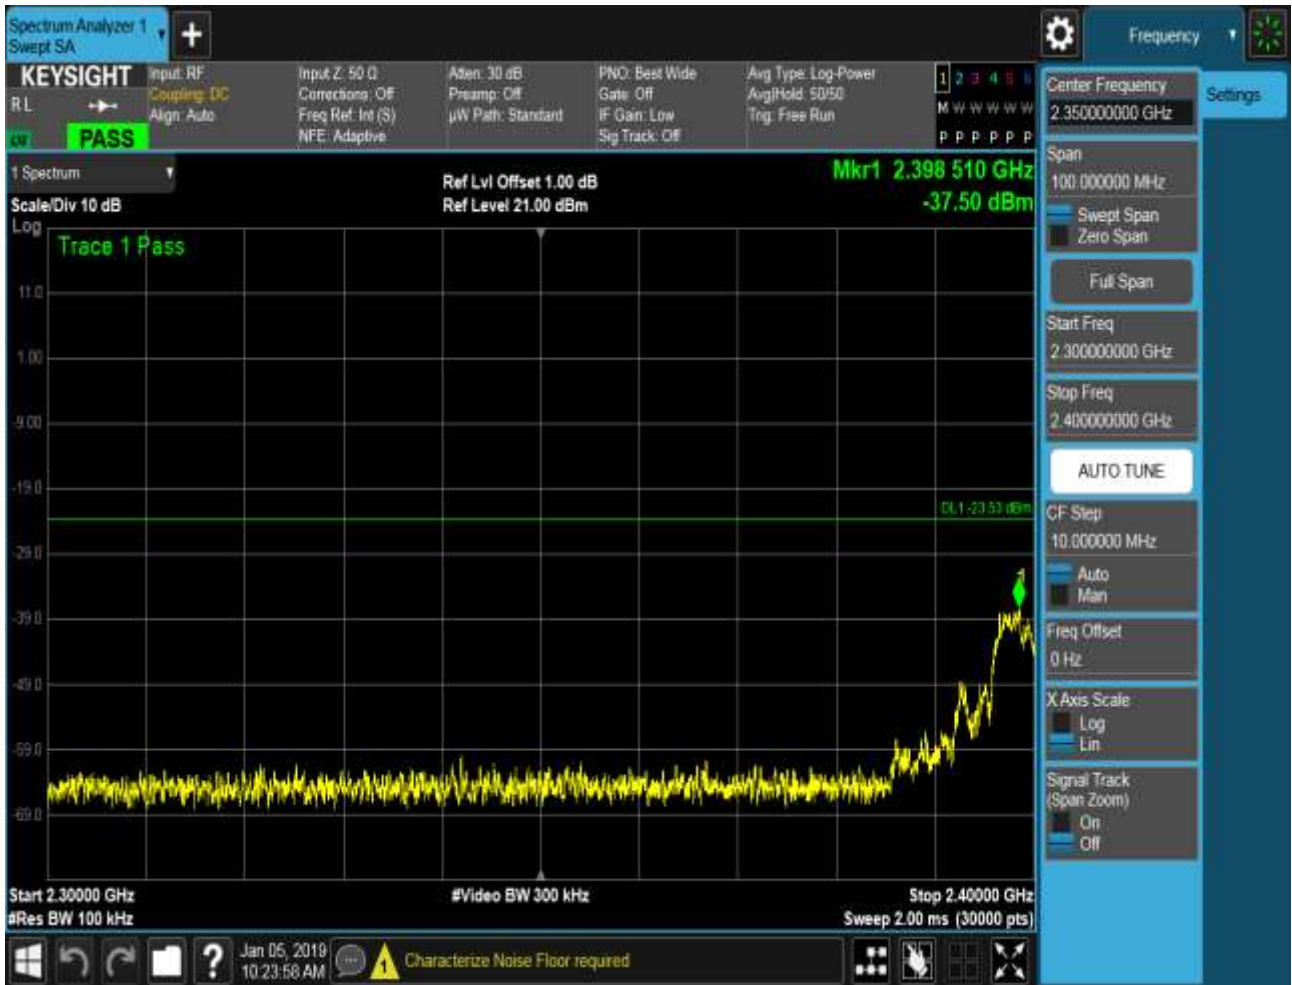 Spectrum Analyzer 1
Swept SA
+
Frequency
KEYSIGHT
R L
PASS
Input: RF
Coupling: DC
Align: Auto
Input Z: 50 Ω
Corrections: Off
Freq Ref: Int (S)
NFE: Adaptive
Atten: 30 dB
Preamp: Off
µW Path: Standard
PNO: Best Wide
Gate: Off
IF Gain: Low
Sig Track: Off
Avg Type: Log-Power
Avg|Hold: 50/50
Trig: Free Run
1 2 3 4 5 6
M W W W W W
P P P P P P
1 Spectrum
Scale/Div 10 dB
Log
Ref Lvl Offset 1.00 dB
Ref Level 21.00 dBm
Mkr1 2.398 510 GHz
-37.50 dBm
Trace 1 Pass
11.0
1.00
-9.00
-19.0
DL1 -23.53 dBm
-29.0
1
-39.0
-49.0
-59.0
-69.0
Start 2.30000 GHz
#Res BW 100 kHz
#Video BW 300 kHz
Stop 2.40000 GHz
Sweep 2.00 ms (30000 pts)
Center Frequency
2.350000000 GHz
Settings
Span
100.000000 MHz
Swept Span
Zero Span
Full Span
Start Freq
2.300000000 GHz
Stop Freq
2.400000000 GHz
AUTO TUNE
CF Step
10.000000 MHz
Auto
Man
Freq Offset
0 Hz
X Axis Scale
Log
Lin
Signal Track
(Span Zoom)
On
Off
?
Jan 05, 2019
10:23:58 AM
1
Characterize Noise Floor required